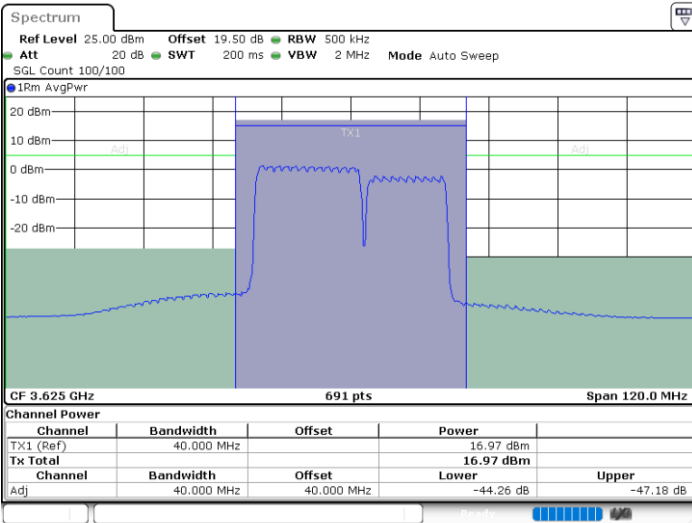 Spectrum
Ref Level 25.00 dBm Offset 19.50 dB RBW 500 kHz
Att 20 dB SWT 200 ms VBW 2 MHz Mode Auto Sweep
SGL Count 100/100
1Rm AvgPwr
20 dBm
TX1
10 dBm
Adj Adj
0 dBm
-10 dBm
-20 dBm
CF 3.625 GHz 691 pts Span 120.0 MHz
Channel Power
Channel Bandwidth Offset Power
TX1 (Ref) 40.000 MHz 16.97 dBm
Tx Total 16.97 dBm
Channel Bandwidth Offset Lower Upper
Adj 40.000 MHz 40.000 MHz -44.26 dB -47.18 dB
Ready